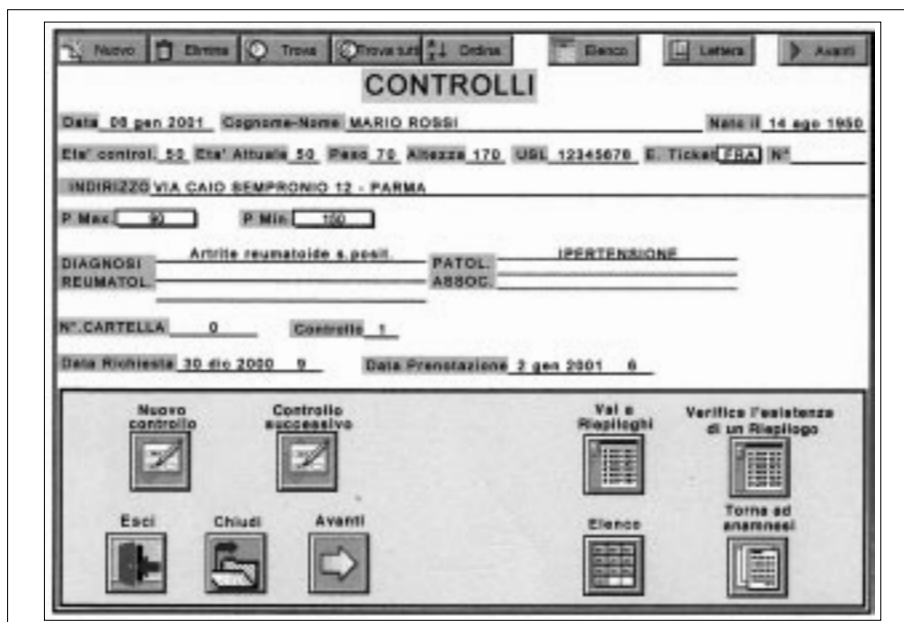 Nuovo Elimina Trova Trova tutti Ordina Elenco Lettera Avanti
CONTROLLI
Data 08 gen 2001 Cognome-Nome MARIO ROSSI Nato il 14 ago 1950
Eta' control. 50 Eta' Attuale 50 Peso 70 Altezza 170 USL 12345678 E. Ticket FRA N°
INDIRIZZO VIA CAIO SEMPRONIO 12 - PARMA
P Max. 90 P Min 150
DIAGNOSI REUMATOL. Artrite reumatoide s.posit. PATOL. ASSOC. IPERTENSIONE
N°.CARTELLA 0 Controllo 1
Data Richiesta 30 dic 2000 9 Data Prenotazione 2 gen 2001 6
Nuovo controllo Controllo successivo Vai a Riepiloghi Verifica l'esistenza di un Riepilogo
Esci Chiudi Avanti Elenco Torna ad anamnesi